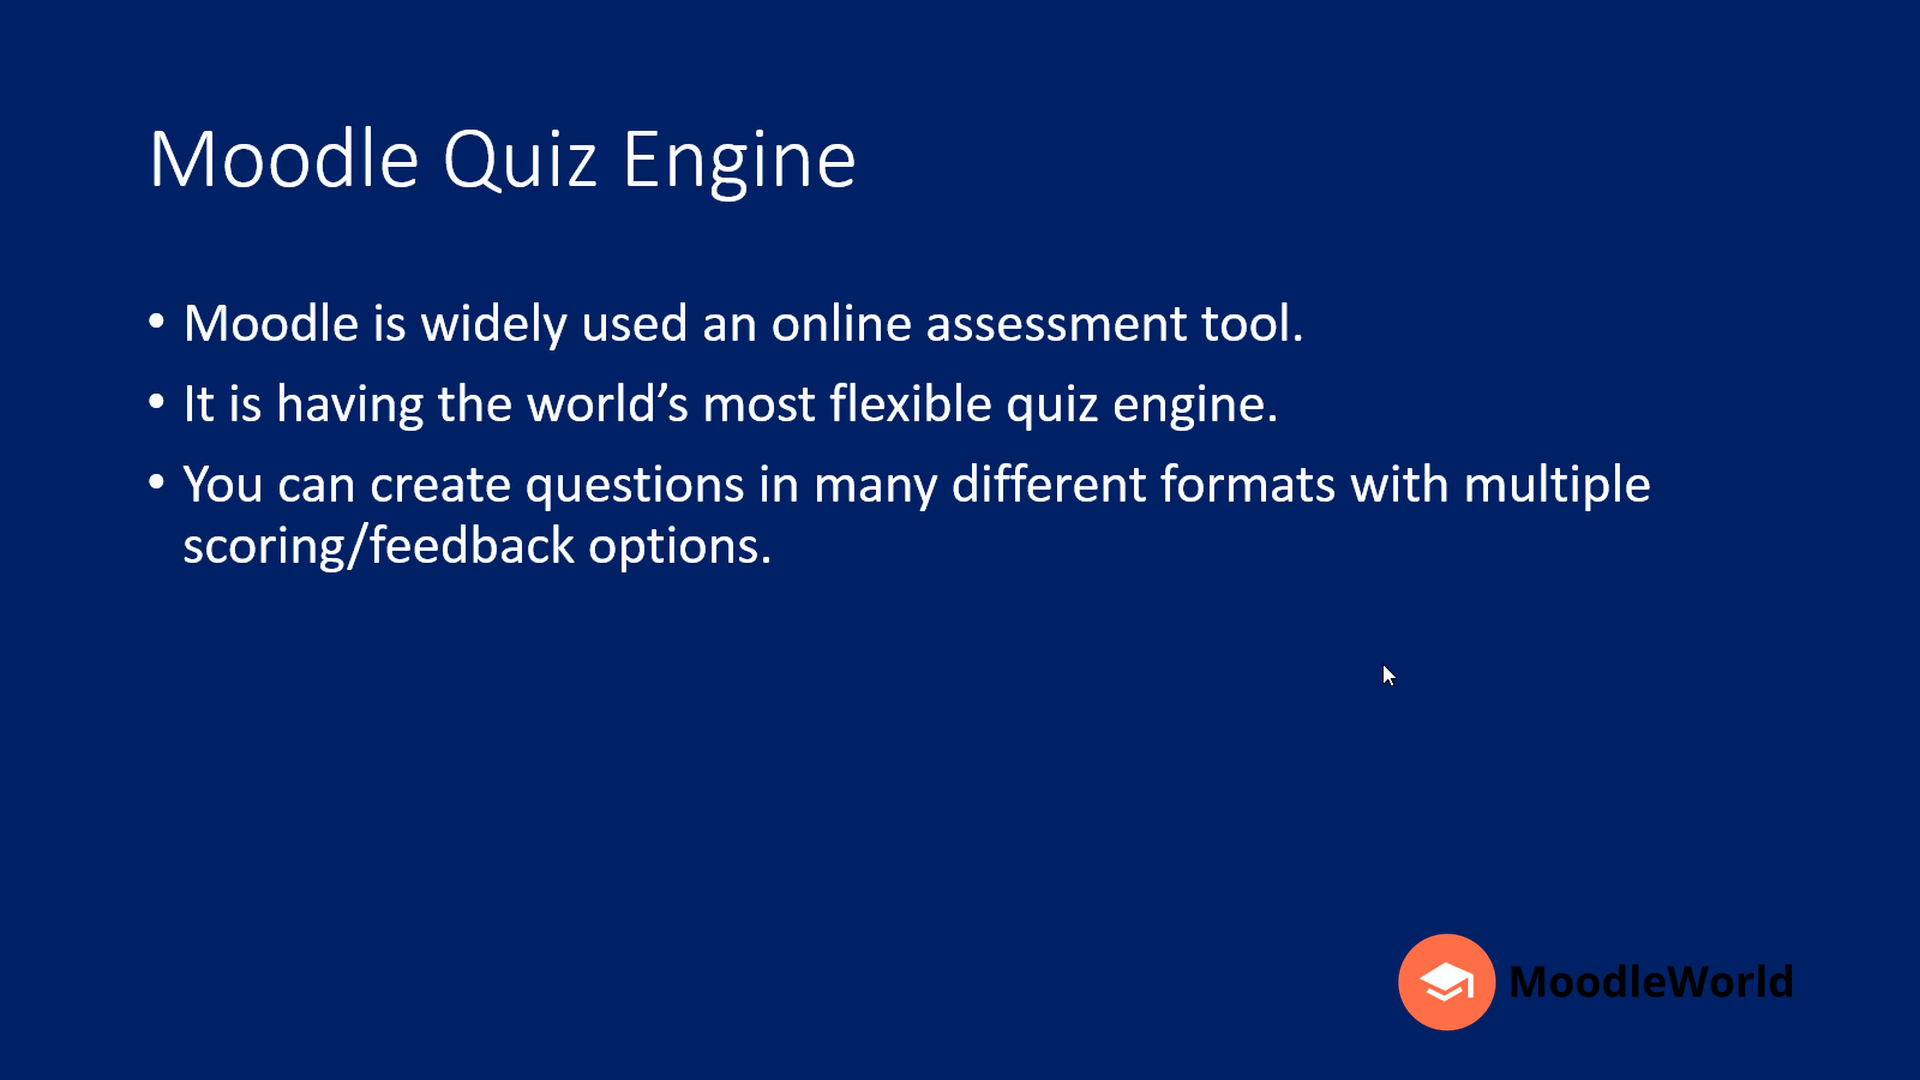 Moodle Quiz Engine
• Moodle is widely used an online assessment tool.
• It is having the world’s most flexible quiz engine.
• You can create questions in many different formats with multiple
scoring/feedback options.
MoodleWorld